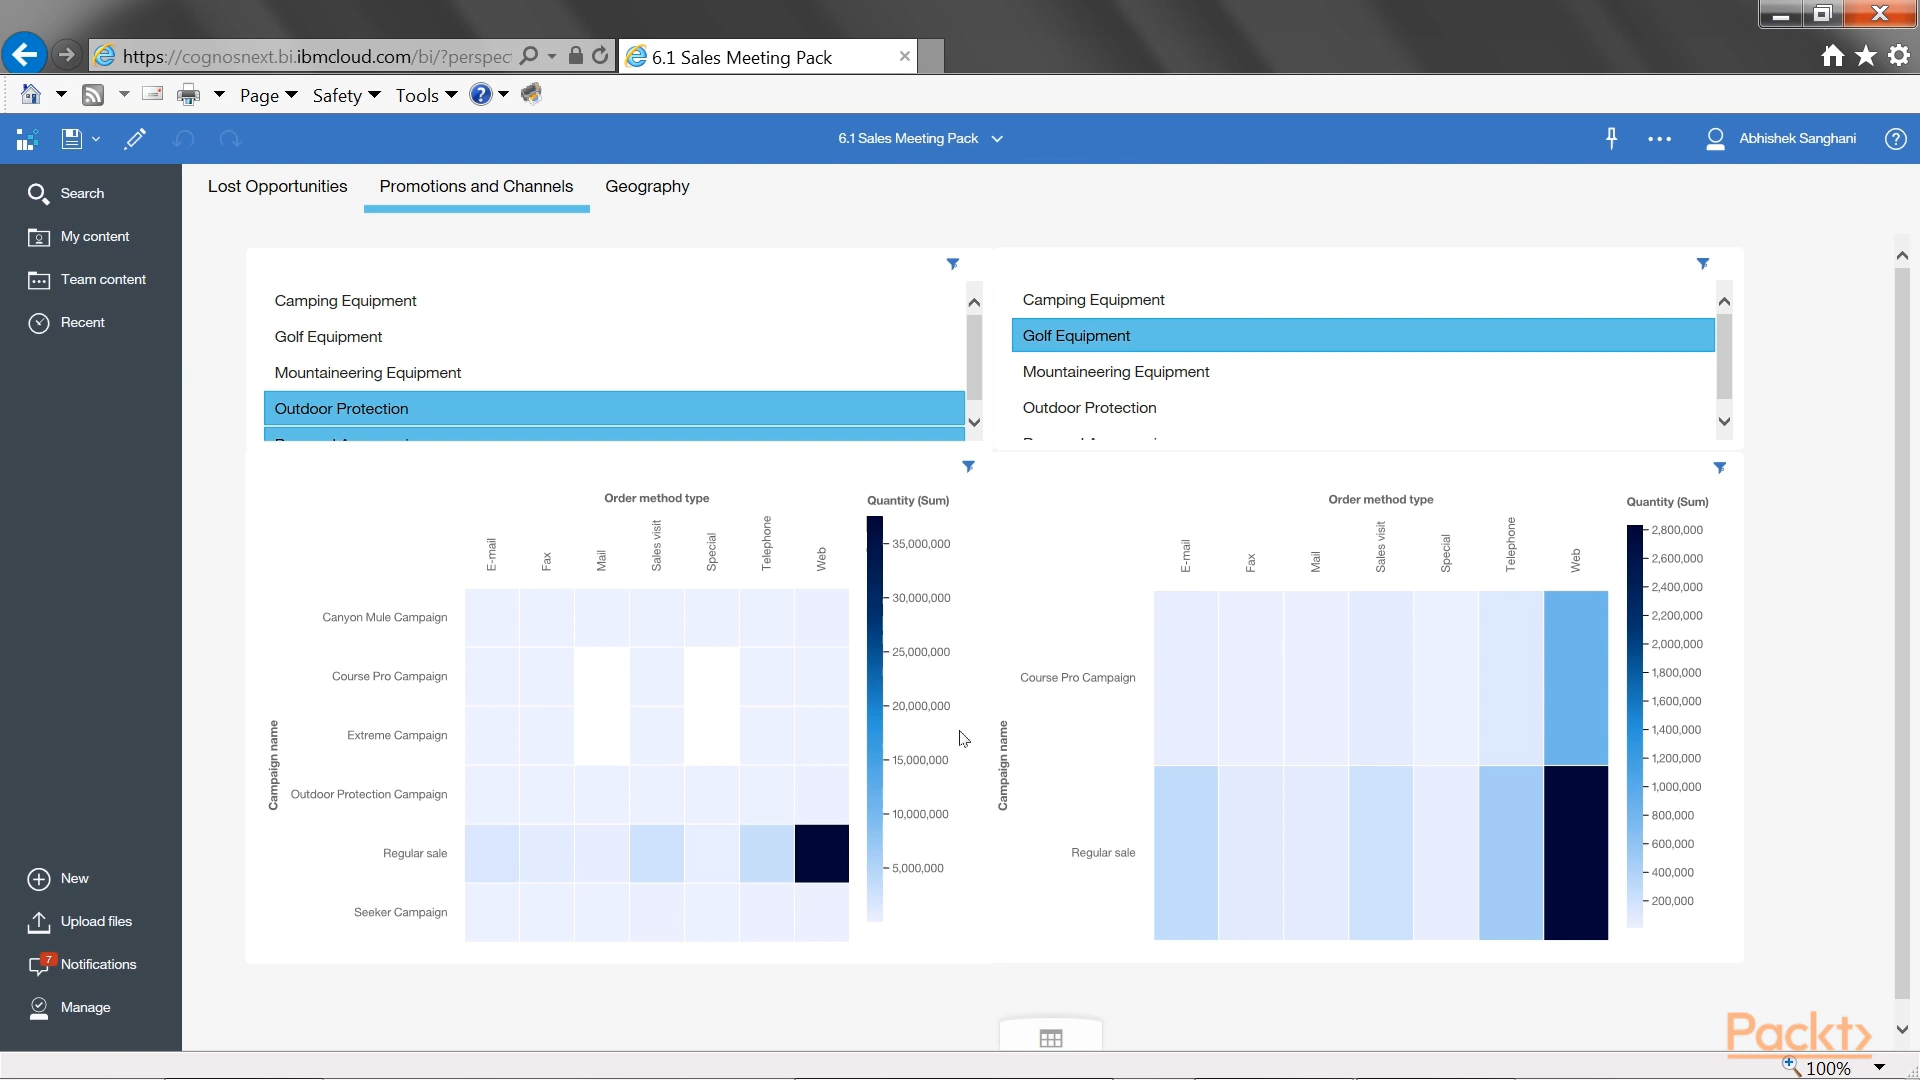 https://cognosnext.bi.ibmcloud.com/bi/?perspec
6.1 Sales Meeting Pack
Page
Safety
Tools
6.1 Sales Meeting Pack
Abhishek Sanghani
Search
My content
Team content
Recent
New
Upload files
7
Notifications
Manage
Lost Opportunities
Promotions and Channels
Geography
Camping Equipment
Golf Equipment
Mountaineering Equipment
Outdoor Protection
Camping Equipment
Golf Equipment
Mountaineering Equipment
Outdoor Protection
Order method type
E-mail
Fax
Mail
Sales visit
Special
Telephone
Web
Campaign name
Canyon Mule Campaign
Course Pro Campaign
Extreme Campaign
Outdoor Protection Campaign
Regular sale
Seeker Campaign
Quantity (Sum)
35,000,000
30,000,000
25,000,000
20,000,000
15,000,000
10,000,000
5,000,000
Order method type
E-mail
Fax
Mail
Sales visit
Special
Telephone
Web
Campaign name
Course Pro Campaign
Regular sale
Quantity (Sum)
2,800,000
2,600,000
2,400,000
2,200,000
2,000,000
1,800,000
1,600,000
1,400,000
1,200,000
1,000,000
800,000
600,000
400,000
200,000
Packt>
100%